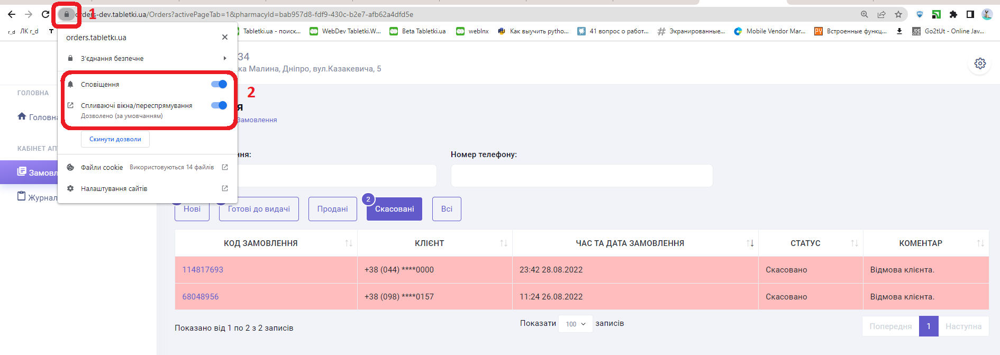 1
orders-dev.tabletki.ua/Orders?activePageTab=1&pharmacyId=bab957d8-fdf9-430c-b2e7-afb62a4dfd5e
r_d ЛК r_d T Tabletki.ua - поиск... WebDev Tabletki.W... Beta Tabletki.ua weblnx Как выучить pytho... 41 вопрос о работ... Экранированные... Mobile Vendor Mar... PY Встроенные функц... IDE ONE Go2tUt - Online Jav...
orders.tabletki.ua
З'єднання безпечне
Сповіщення
Спливаючі вікна/переспрямування
Дозволено (за умовчанням)
2
Скинути дозволи
Файли cookie Використовуються 14 файлів
Налаштування сайтів
34
ка Малина, Дніпро, вул.Казакевича, 5
ГОЛОВНА
Головна
КАБІНЕТ АПТ
Замовл
Журнал
я
Замовлення
ння: Номер телефону:
Нові Готові до видачі Продані 2 Скасовані Всі
КОД ЗАМОВЛЕННЯ КЛІЄНТ ЧАС ТА ДАТА ЗАМОВЛЕННЯ СТАТУС КОМЕНТАР
114817693 +38 (044) ****0000 23:42 28.08.2022 Скасовано Відмова клієнта.
68048956 +38 (098) ****0157 11:24 26.08.2022 Скасовано Відмова клієнта.
Показано від 1 по 2 з 2 записів Показати 100 записів Попередня 1 Наступна